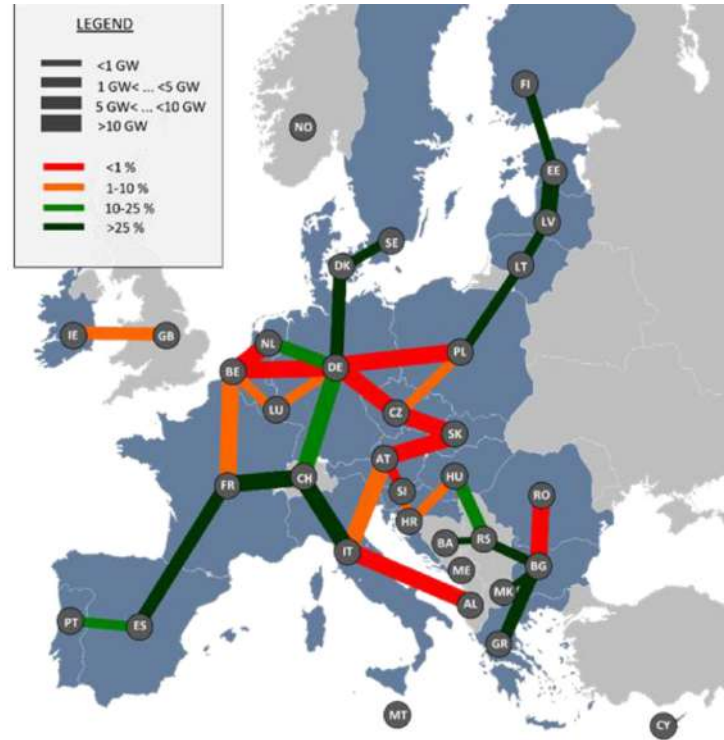 LEGEND
<1 GW
1 GW< ... <5 GW
5 GW< ... <10 GW
>10 GW
<1 %
1-10 %
10-25 %
>25 %
FI
NO
EE
LV
SE
DK
LT
IE
GB
NL
PL
DE
BE
LU
CZ
SK
AT
HU
CH
FR
SI
RO
HR
RS
BA
IT
BG
ME
MK
AL
PT
ES
GR
MT
CY